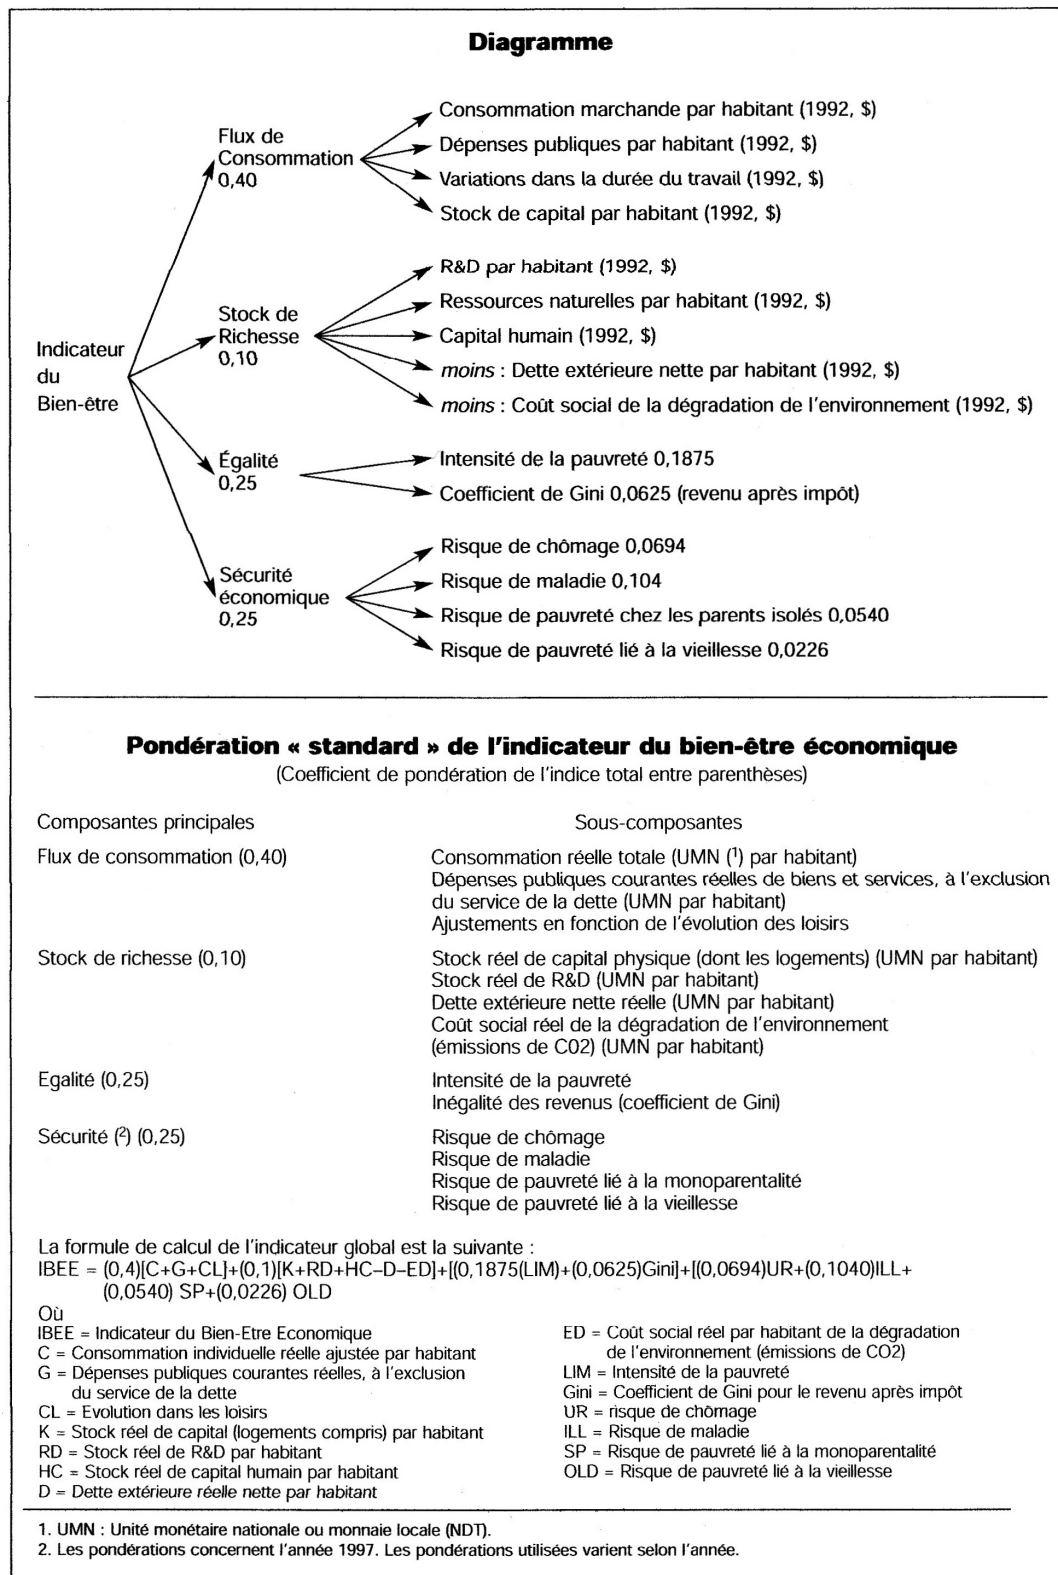 Diagramme
Consommation marchande par habitant (1992, $)
Flux de
Consommation
0,40
Dépenses publiques par habitant (1992, $)
Variations dans la durée du travail (1992, $)
Stock de capital par habitant (1992, $)
R&D par habitant (1992, $)
Stock de
Richesse
0,10
Ressources naturelles par habitant (1992, $)
Capital humain (1992, $)
moins : Dette extérieure nette par habitant (1992, $)
moins : Coût social de la dégradation de l'environnement (1992, $)
Indicateur
du
Bien-être
Égalité
0,25
Intensité de la pauvreté 0,1875
Coefficient de Gini 0,0625 (revenu après impôt)
Sécurité
économique
0,25
Risque de chômage 0,0694
Risque de maladie 0,104
Risque de pauvreté chez les parents isolés 0,0540
Risque de pauvreté lié à la vieillesse 0,0226
Pondération « standard » de l'indicateur du bien-être économique
(Coefficient de pondération de l'indice total entre parenthèses)
Composantes principales Sous-composantes
Flux de consommation (0,40) Consommation réelle totale (UMN (1) par habitant)
Dépenses publiques courantes réelles de biens et services, à l'exclusion
du service de la dette (UMN par habitant)
Ajustements en fonction de l'évolution des loisirs
Stock de richesse (0,10) Stock réel de capital physique (dont les logements) (UMN par habitant)
Stock réel de R&D (UMN par habitant)
Dette extérieure nette réelle (UMN par habitant)
Coût social réel de la dégradation de l'environnement
(émissions de C02) (UMN par habitant)
Egalité (0,25) Intensité de la pauvreté
Inégalité des revenus (coefficient de Gini)
Sécurité (2) (0,25) Risque de chômage
Risque de maladie
Risque de pauvreté lié à la monoparentalité
Risque de pauvreté lié à la vieillesse
La formule de calcul de l'indicateur global est la suivante :
IBEE = (0,4)[C+G+CL]+(0,1)[K+RD+HC–D–ED]+[(0,1875(LIM)+(0,0625)Gini]+[(0,0694)UR+(0,1040)ILL+
(0,0540) SP+(0,0226) OLD
Où
IBEE = Indicateur du Bien-Etre Economique
C = Consommation individuelle réelle ajustée par habitant
G = Dépenses publiques courantes réelles, à l'exclusion
du service de la dette
CL = Evolution dans les loisirs
K = Stock réel de capital (logements compris) par habitant
RD = Stock réel de R&D par habitant
HC = Stock réel de capital humain par habitant
D = Dette extérieure réelle nette par habitant
ED = Coût social réel par habitant de la dégradation
de l'environnement (émissions de CO2)
LIM = Intensité de la pauvreté
Gini = Coefficient de Gini pour le revenu après impôt
UR = risque de chômage
ILL = Risque de maladie
SP = Risque de pauvreté lié à la monoparentalité
OLD = Risque de pauvreté lié à la vieillesse
1. UMN : Unité monétaire nationale ou monnaie locale (NDT).
2. Les pondérations concernent l'année 1997. Les pondérations utilisées varient selon l'année.